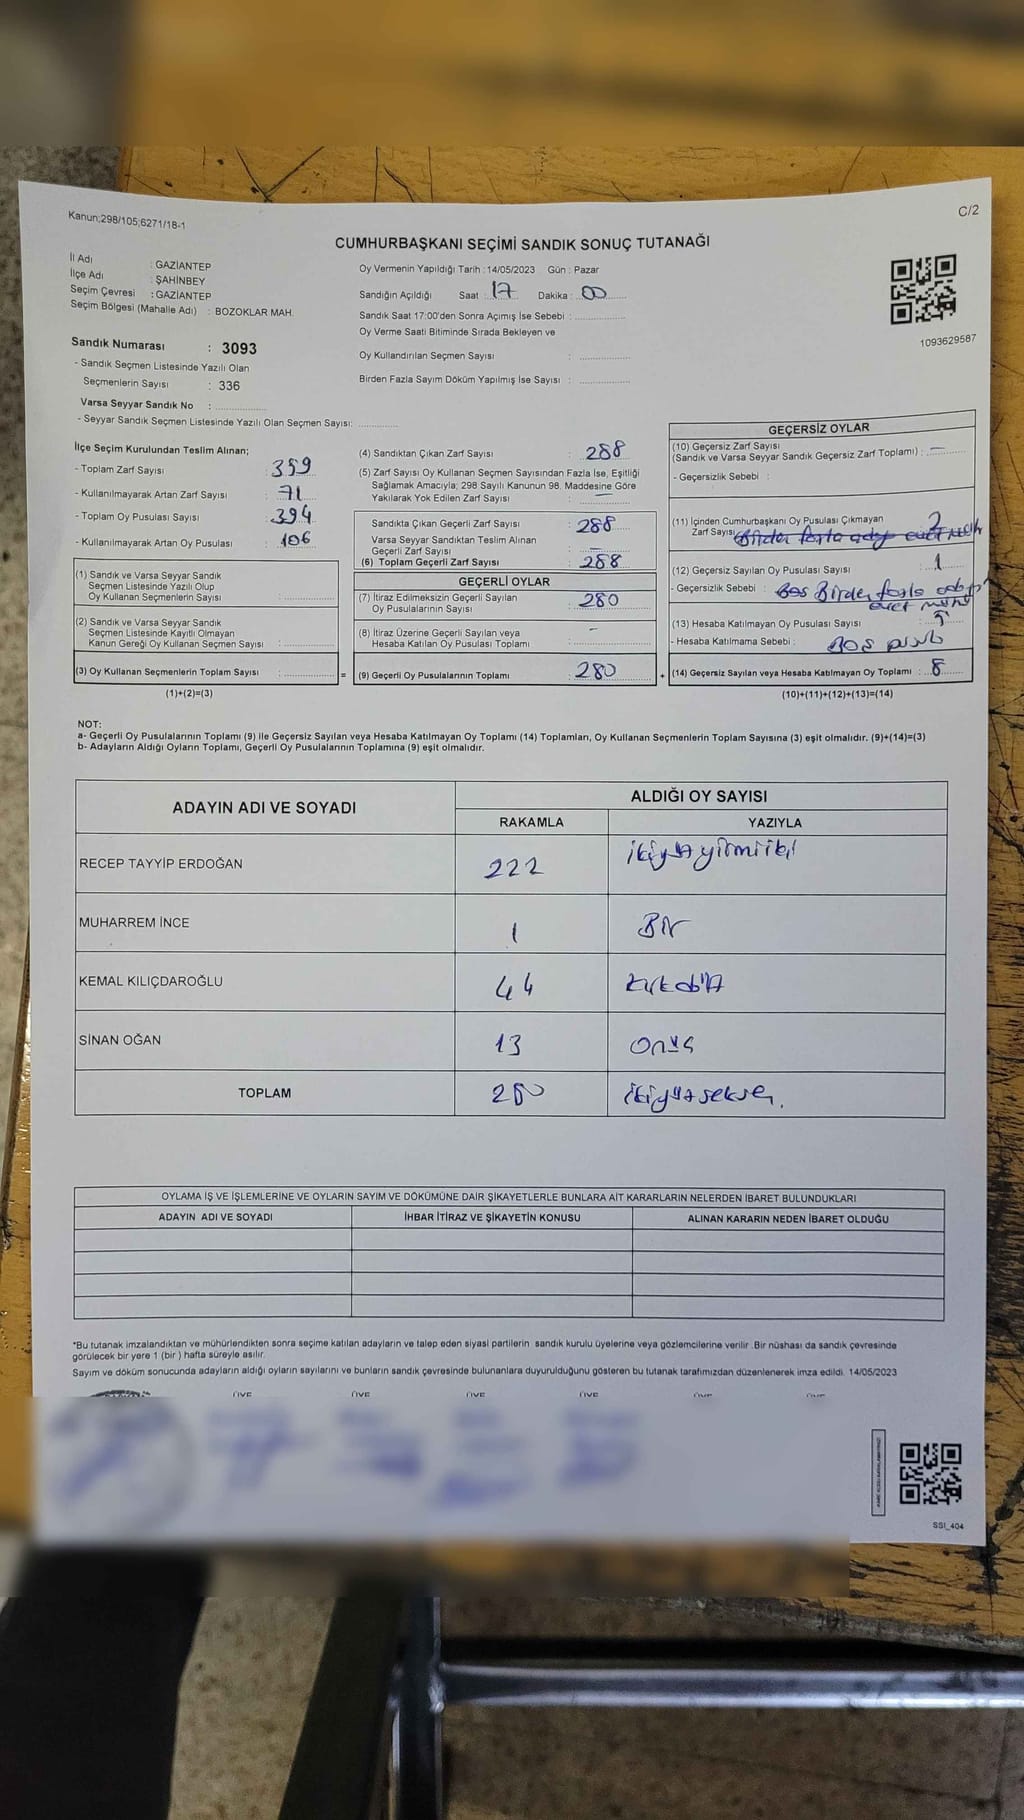 Kanun;298/105;6271/18-1
C/2
CUMHURBAŞKANI SEÇİMİ SANDIK SONUÇ TUTANAĞI
İl Adı : GAZİANTEP
İlçe Adı : ŞAHİNBEY
Seçim Çevresi : GAZİANTEP
Seçim Bölgesi (Mahalle Adı) : BOZOKLAR MAH.
Sandık Numarası : 3093
- Sandık Seçmen Listesinde Yazılı Olan
Seçmenlerin Sayısı : 336
Varsa Seyyar Sandık No :
- Seyyar Sandık Seçmen Listesinde Yazılı Olan Seçmen Sayısı:
Oy Vermenin Yapıldığı Tarih : 14/05/2023 Gün : Pazar
Sandığın Açıldığı Saat : 17 Dakika : 00
Sandık Saat 17:00'den Sonra Açımış İse Sebebi :
Oy Verme Saati Bitiminde Sırada Bekleyen ve
Oy Kullandırılan Seçmen Sayısı :
Birden Fazla Sayım Döküm Yapılmış İse Sayısı :
1093629587
İlçe Seçim Kurulundan Teslim Alınan;
- Toplam Zarf Sayısı : 359
- Kullanılmayarak Artan Zarf Sayısı : 71
- Toplam Oy Pusulası Sayısı : 394
- Kullanılmayarak Artan Oy Pusulası : 106
(1) Sandık ve Varsa Seyyar Sandık
Seçmen Listesinde Yazılı Olup
Oy Kullanan Seçmenlerin Sayısı :
(2) Sandık ve Varsa Seyyar Sandık
Seçmen Listesinde Kayıtlı Olmayan
Kanun Gereği Oy Kullanan Seçmen Sayısı :
(3) Oy Kullanan Seçmenlerin Toplam Sayısı : =
(1)+(2)=(3)
(4) Sandıktan Çıkan Zarf Sayısı : 288
(5) Zarf Sayısı Oy Kullanan Seçmen Sayısından Fazla İse, Eşitliği
Sağlamak Amacıyla; 298 Sayılı Kanunun 98. Maddesine Göre
Yakılarak Yok Edilen Zarf Sayısı : —
Sandıkta Çıkan Geçerli Zarf Sayısı : 288
Varsa Seyyar Sandıktan Teslim Alınan
Geçerli Zarf Sayısı : —
(6) Toplam Geçerli Zarf Sayısı : 288
GEÇERLİ OYLAR
(7) İtiraz Edilmeksizin Geçerli Sayılan
Oy Pusulalarının Sayısı : 280
(8) İtiraz Üzerine Geçerli Sayılan veya
Hesaba Katılan Oy Pusulası Toplamı : -
(9) Geçerli Oy Pusulalarının Toplamı : 280 +
GEÇERSİZ OYLAR
(10) Geçersiz Zarf Sayısı
(Sandık ve Varsa Seyyar Sandık Geçersiz Zarf Toplamı) : —
- Geçersizlik Sebebi :
(11) İçinden Cumhurbaşkanı Oy Pusulası Çıkmayan
Zarf Sayısı 2
Birden fazla aday evet
(12) Geçersiz Sayılan Oy Pusulası Sayısı : 1
- Geçersizlik Sebebi : Birden fazla
evet mührü
(13) Hesaba Katılmayan Oy Pusulası Sayısı : 5
- Hesaba Katılmama Sebebi : Boş
(14) Geçersiz Sayılan veya Hesaba Katılmayan Oy Toplamı : 8
(10)+(11)+(12)+(13)=(14)
NOT:
a- Geçerli Oy Pusulalarının Toplamı (9) ile Geçersiz Sayılan veya Hesaba Katılmayan Oy Toplamı (14) Toplamları, Oy Kullanan Seçmenlerin Toplam Sayısına (3) eşit olmalıdır. (9)+(14)=(3)
b- Adayların Aldığı Oyların Toplamı, Geçerli Oy Pusulalarının Toplamına (9) eşit olmalıdır.
ADAYIN ADI VE SOYADI
ALDIĞI OY SAYISI
RAKAMLA YAZIYLA
RECEP TAYYİP ERDOĞAN 222 ikiyüzyirmiiki
MUHARREM İNCE 1 Bir
KEMAL KILIÇDAROĞLU 44 kırkdört
SİNAN OĞAN 13 onüç
TOPLAM 280 ikiyüzseksen.
OYLAMA İŞ VE İŞLEMLERİNE VE OYLARIN SAYIM VE DÖKÜMÜNE DAİR ŞİKAYETLERLE BUNLARA AİT KARARLARIN NELERDEN İBARET BULUNDUKLARI
ADAYIN ADI VE SOYADI İHBAR İTİRAZ VE ŞİKAYETİN KONUSU ALINAN KARARIN NEDEN İBARET OLDUĞU
*Bu tutanak imzalandıktan ve mühürlendikten sonra seçime katılan adayların ve talep eden siyasi partilerin sandık kurulu üyelerine veya gözlemcilerine verilir .Bir nüshası da sandık çevresinde
görülecek bir yere 1 (bir ) hafta süreyle asılır.
Sayım ve döküm sonucunda adayların aldığı oyların sayılarını ve bunların sandık çevresinde bulunanlara duyurulduğunu gösteren bu tutanak tarafımızdan düzenlenerek imza edildi. 14/05/2023
ÜYE ÜYE ÜYE ÜYE
SSI_404